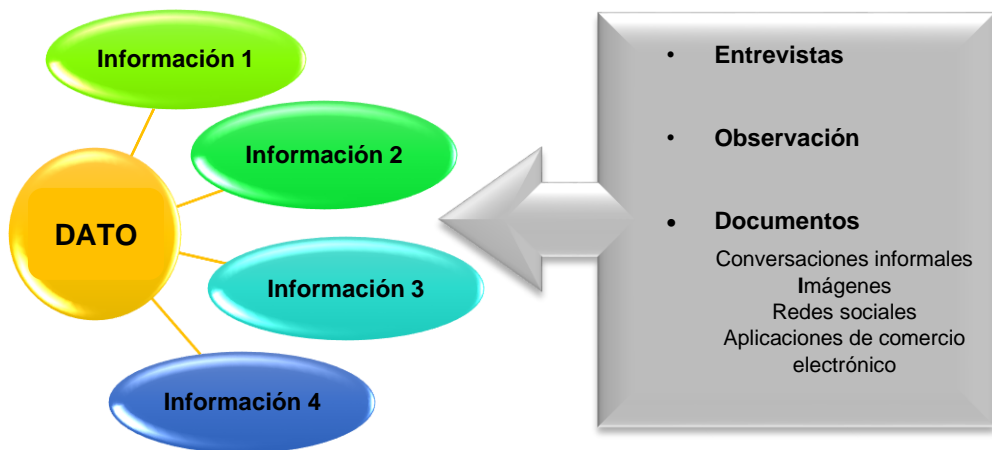 Información 1
Información 2
DATO
Información 3
Información 4
• Entrevistas
• Observación
• Documentos
Conversaciones informales
Imágenes
Redes sociales
Aplicaciones de comercio
electrónico